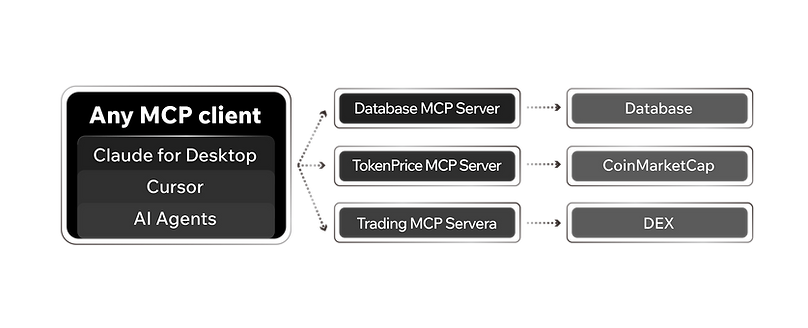 Any MCP client
Claude for Desktop
Cursor
AI Agents
Database MCP Server
Database
TokenPrice MCP Server
CoinMarketCap
Trading MCP Servera
DEX